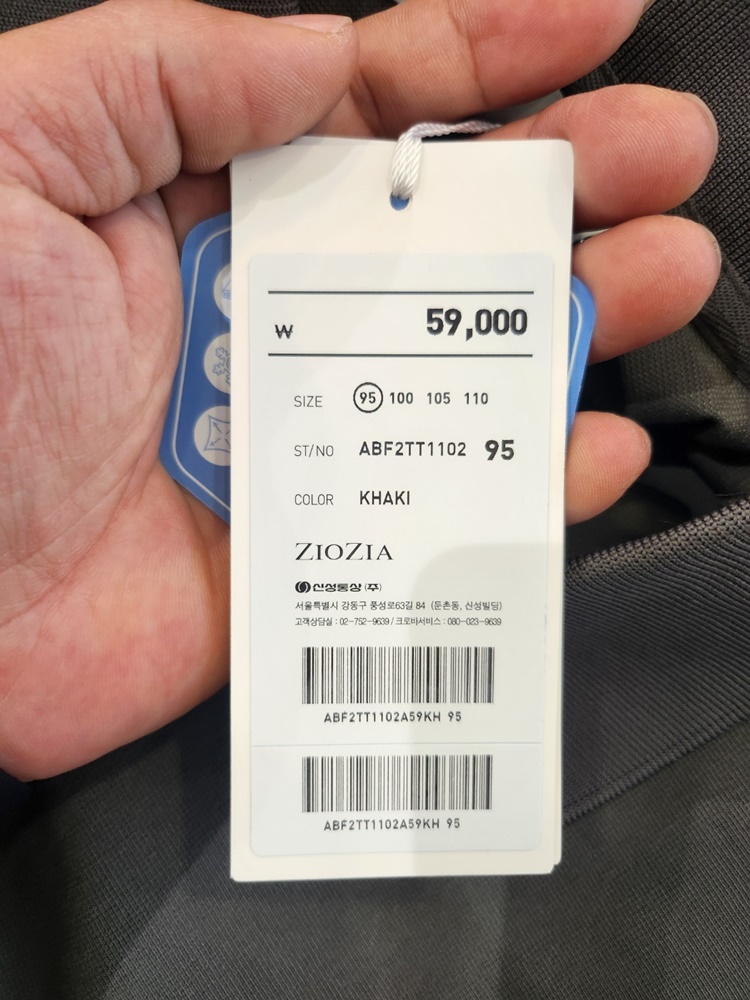 ₩ 59,000
SIZE 95 100 105 110
ST/NO ABF2TT1102 95
COLOR KHAKI
ZIOZIA
신성통상 (주)
서울특별시 강동구 풍성로63길 84 (둔촌동, 신성빌딩)
고객상담실 : 02-752-9639 / 크로바서비스 : 080-023-9639
ABF2TT1102A59KH 95
ABF2TT1102A59KH 95